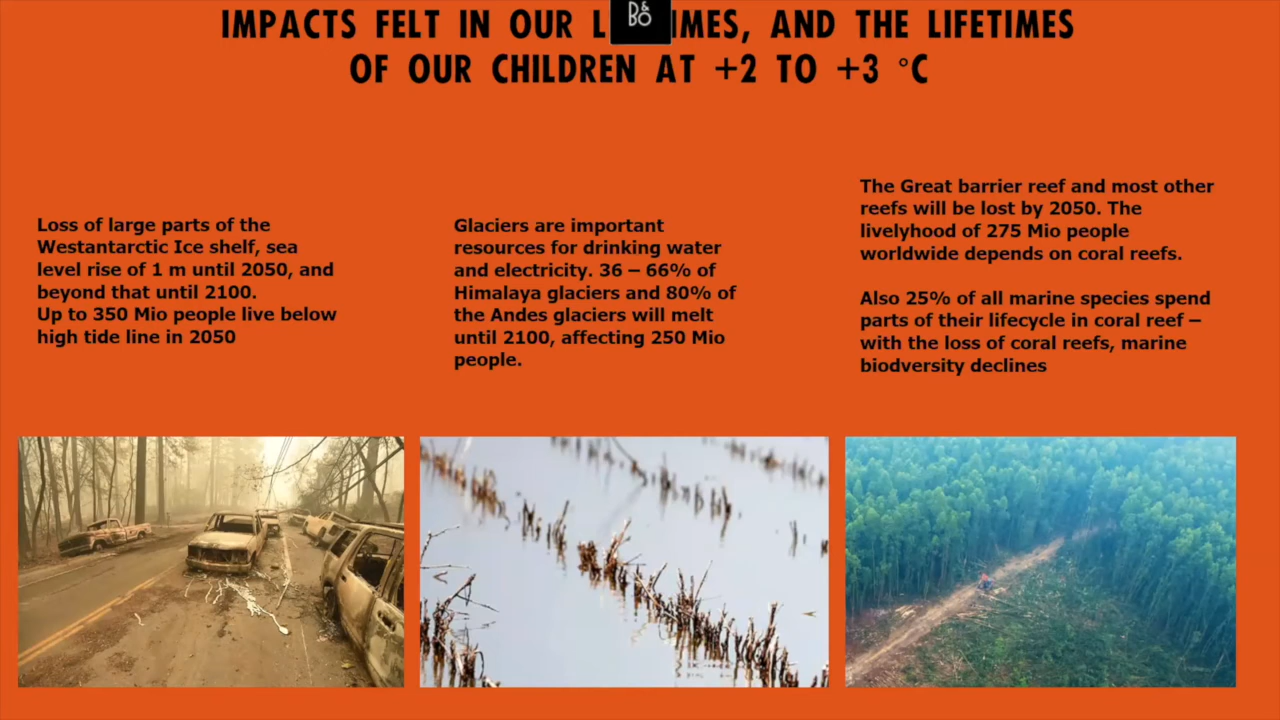 IMPACTS FELT IN OUR L IMES, AND THE LIFETIMES
B&O
OF OUR CHILDREN AT +2 TO +3 °C
Loss of large parts of the
Westantarctic Ice shelf, sea
level rise of 1 m until 2050, and
beyond that until 2100.
Up to 350 Mio people live below
high tide line in 2050
Glaciers are important
resources for drinking water
and electricity. 36 – 66% of
Himalaya glaciers and 80% of
the Andes glaciers will melt
until 2100, affecting 250 Mio
people.
The Great barrier reef and most other
reefs will be lost by 2050. The
livelyhood of 275 Mio people
worldwide depends on coral reefs.
Also 25% of all marine species spend
parts of their lifecycle in coral reef –
with the loss of coral reefs, marine
biodversity declines